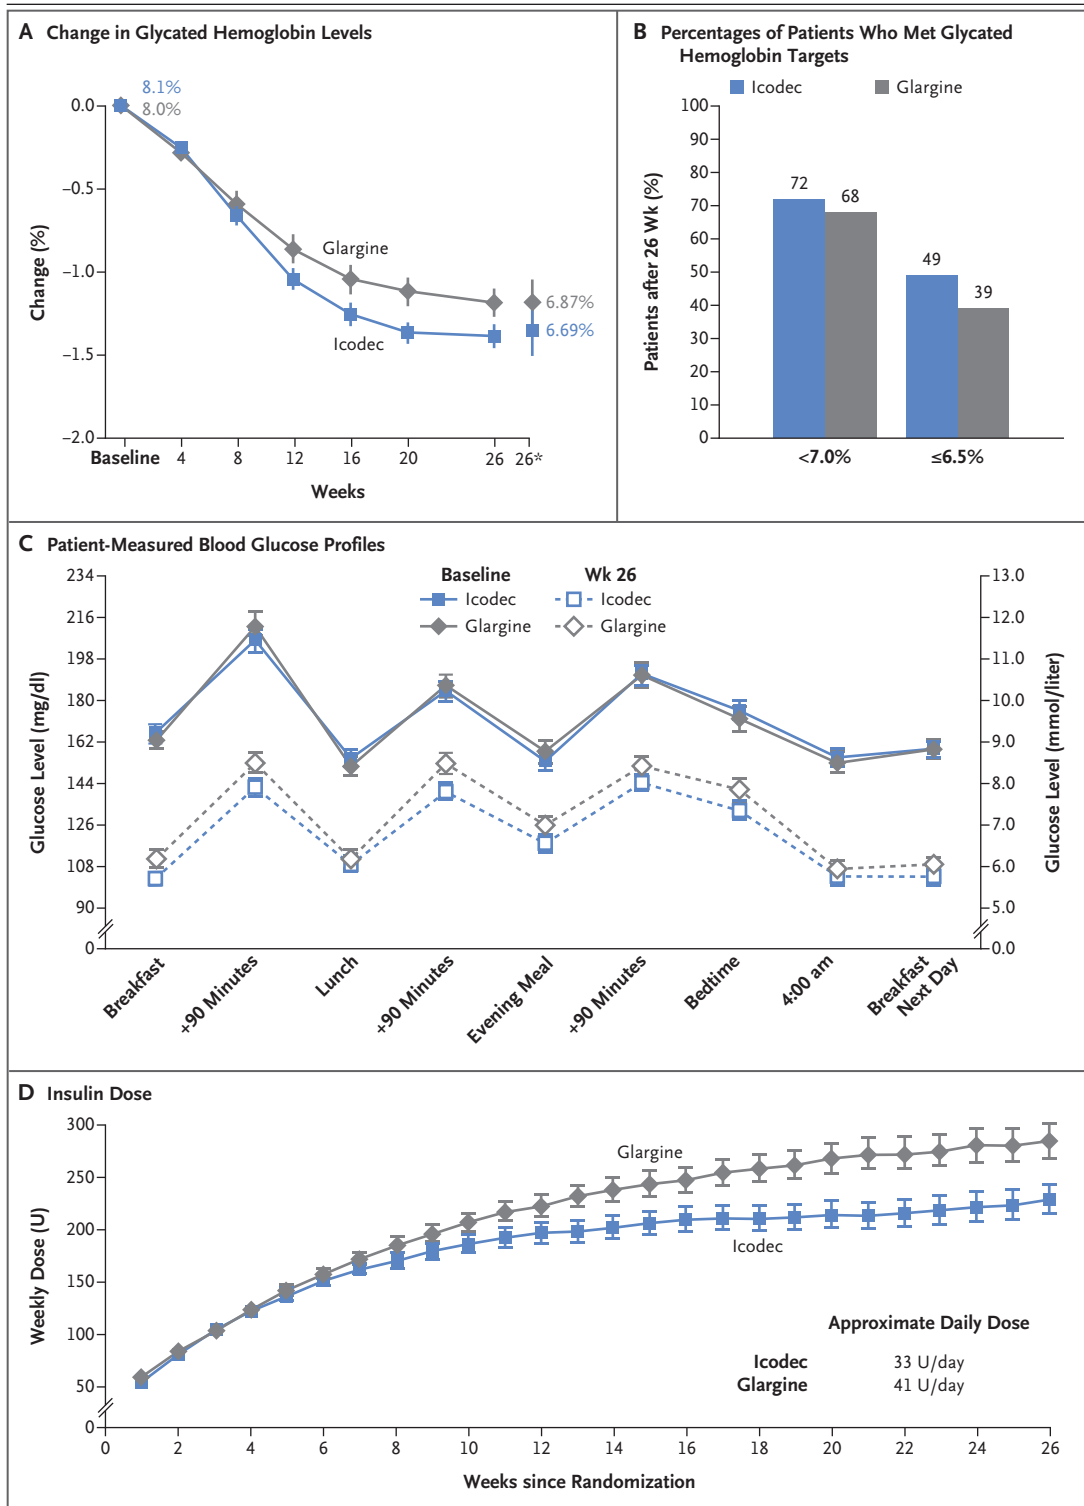 A Change in Glycated Hemoglobin Levels
8.1%
8.0%
0.0
−0.5
−1.0
−1.5
−2.0
Change (%)
Glargine
Icodec
6.87%
6.69%
Baseline 4 8 12 16 20 26 26*
Weeks
B Percentages of Patients Who Met Glycated
Hemoglobin Targets
Icodec Glargine
100
90
80
70
60
50
40
30
20
10
0
Patients after 26 Wk (%)
72
68
49
39
<7.0% ≤6.5%
C Patient-Measured Blood Glucose Profiles
Baseline Wk 26
Icodec Icodec
Glargine Glargine
234
216
198
180
162
144
126
108
90
0
Glucose Level (mg/dl)
13.0
12.0
11.0
10.0
9.0
8.0
7.0
6.0
5.0
0.0
Glucose Level (mmol/liter)
Breakfast
+90 Minutes
Lunch
+90 Minutes
Evening Meal
+90 Minutes
Bedtime
4:00 am
Breakfast
Next Day
D Insulin Dose
300
250
200
150
100
50
0
Weekly Dose (U)
Glargine
Icodec
Approximate Daily Dose
Icodec 33 U/day
Glargine 41 U/day
0 2 4 6 8 10 12 14 16 18 20 22 24 26
Weeks since Randomization